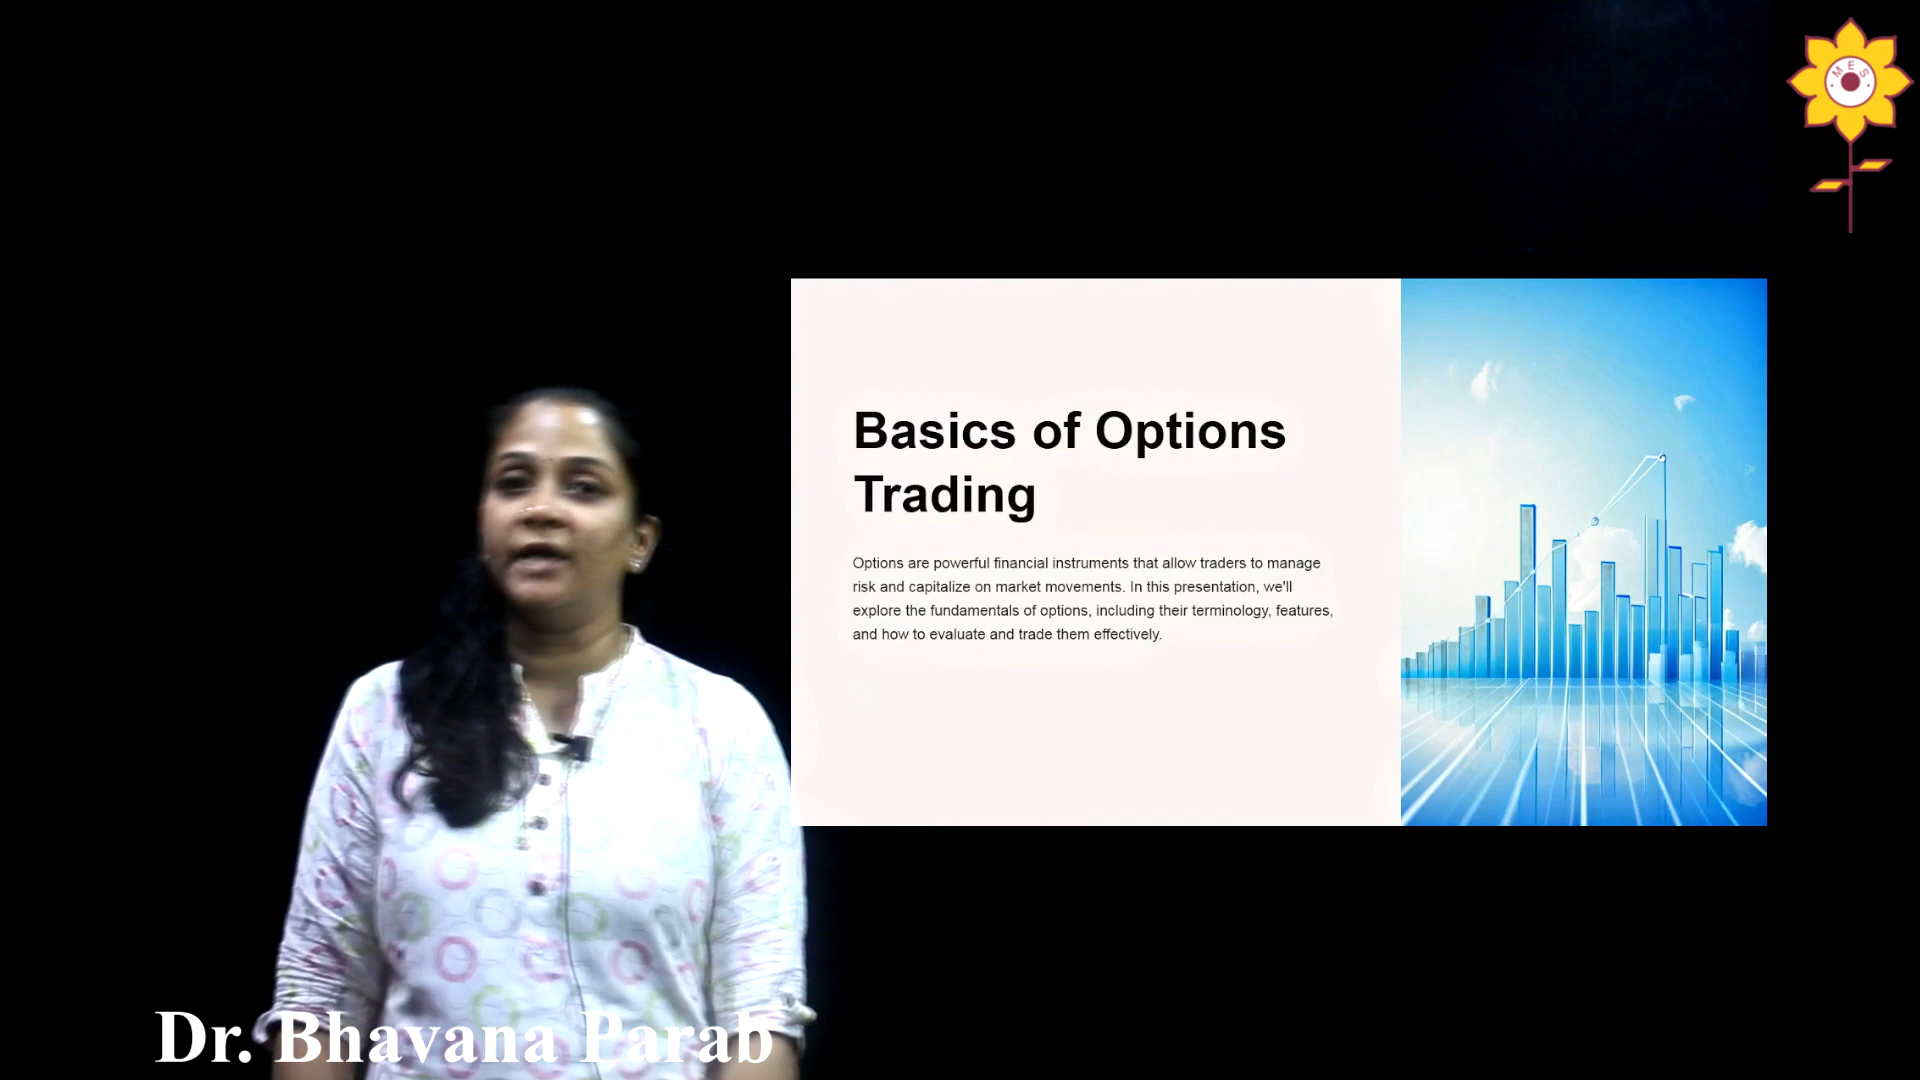 MES
Basics of Options
Trading
Options are powerful financial instruments that allow traders to manage
risk and capitalize on market movements. In this presentation, we'll
explore the fundamentals of options, including their terminology, features,
and how to evaluate and trade them effectively.
Dr. Bhavana Parab